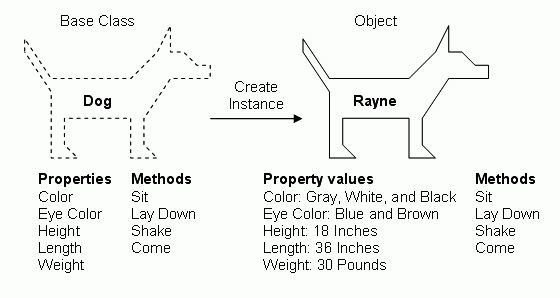 Base Class
Object
Dog
Create
Instance
Rayne
Properties
Color
Eye Color
Height
Length
Weight
Methods
Sit
Lay Down
Shake
Come
Property values
Color: Gray, White, and Black
Eye Color: Blue and Brown
Height: 18 Inches
Length: 36 Inches
Weight: 30 Pounds
Methods
Sit
Lay Down
Shake
Come